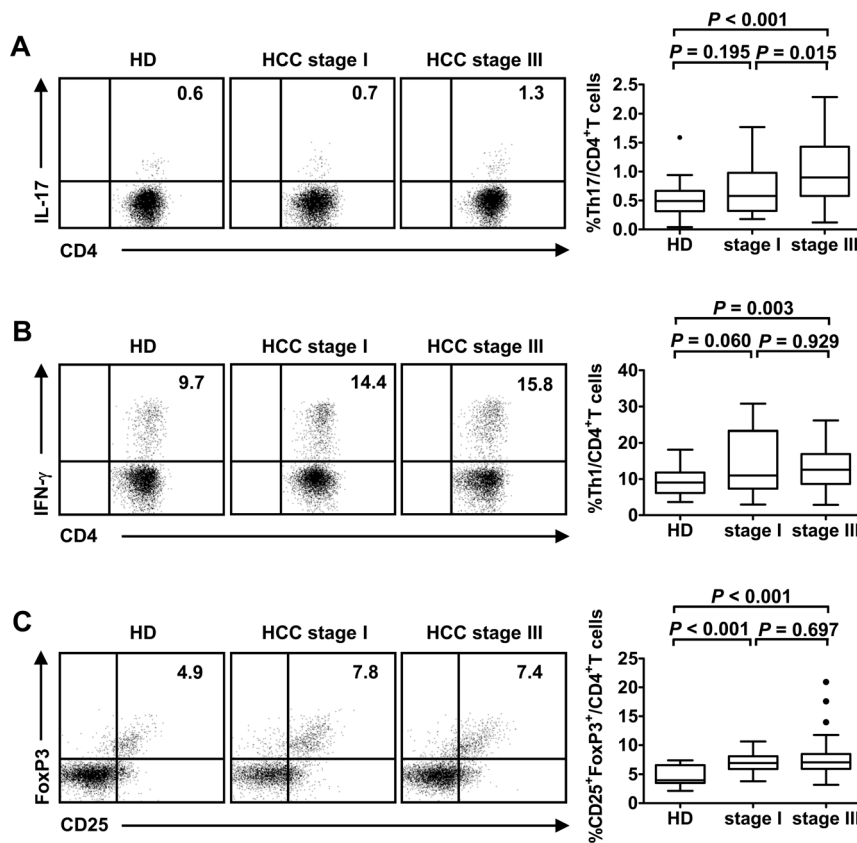 A
HD HCC stage I HCC stage III
0.6 0.7 1.3
IL-17
CD4
P < 0.001
P = 0.195 P = 0.015
%Th17/CD4⁺T cells
2.5
2.0
1.5
1.0
0.5
0.0
HD stage I stage III
B
HD HCC stage I HCC stage III
9.7 14.4 15.8
IFN-γ
CD4
P = 0.003
P = 0.060 P = 0.929
%Th1/CD4⁺T cells
40
30
20
10
0
HD stage I stage III
C
HD HCC stage I HCC stage III
4.9 7.8 7.4
FoxP3
CD25
P < 0.001
P < 0.001 P = 0.697
%CD25⁺FoxP3⁺/CD4⁺T cells
25
20
15
10
5
0
HD stage I stage III